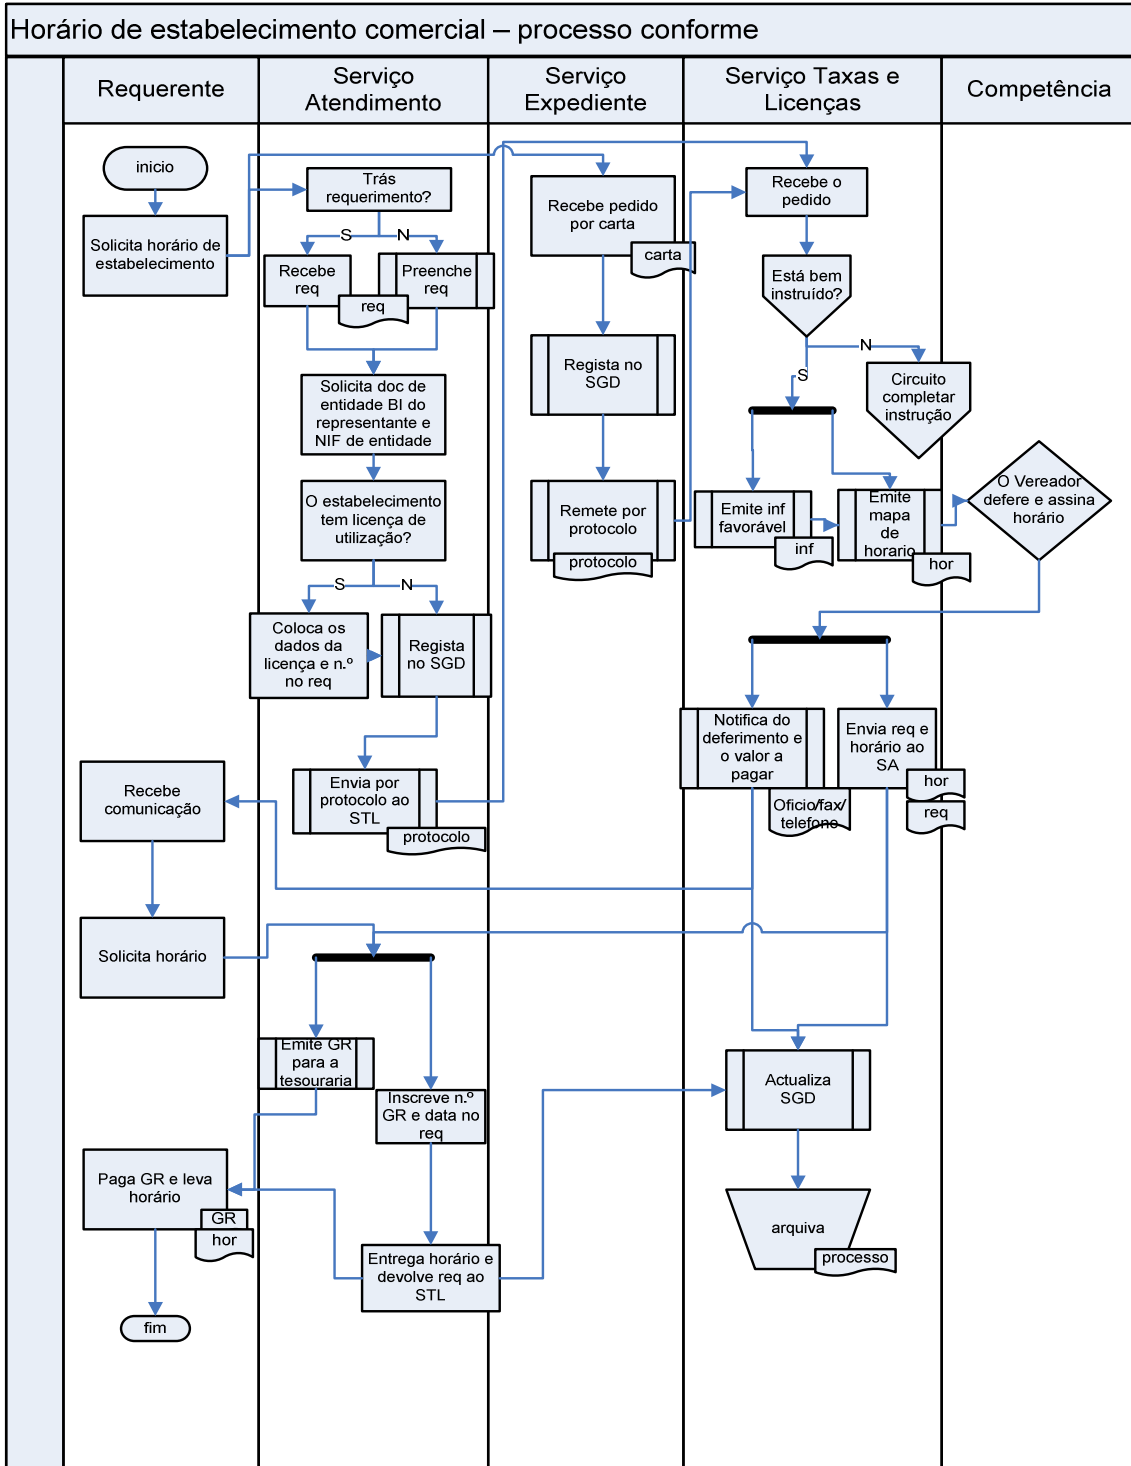 Horário de estabelecimento comercial – processo conforme
Requerente
Serviço
Atendimento
Serviço
Expediente
Serviço Taxas e
Licenças
Competência
inicio
Solicita horário de
estabelecimento
Trás
requerimento?
S
N
Recebe
req
req
Preenche
req
Solicita doc de
entidade BI do
representante e
NIF de entidade
O estabelecimento
tem licença de
utilização?
S
N
Coloca os
dados da
licença e n.º
no req
Regista
no SGD
Envia por
protocolo ao
STL
protocolo
Recebe pedido
por carta
carta
Regista no
SGD
Remete por
protocolo
protocolo
Recebe o
pedido
Está bem
instruído?
N
S
Circuito
completar
instrução
Emite inf
favorável
inf
Emite
mapa
de
horario
hor
O Vereador
defere e assina
horário
Notifica do
deferimento e
o valor a
pagar
Oficio/fax/
telefono
Envia req e
horário ao
SA
hor
req
Recebe
comunicação
Solicita horário
Emite GR
para a
tesouraria
Inscreve n.º
GR e data no
req
Actualiza
SGD
Paga GR e leva
horário
GR
hor
Entrega horário e
devolve req ao
STL
arquiva
processo
fim